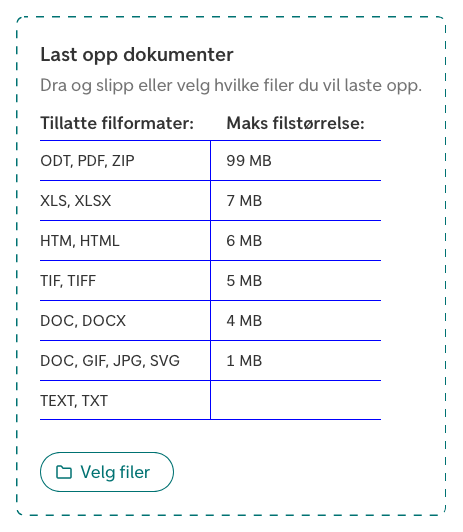 Last opp dokumenter
Dra og slipp eller velg hvilke filer du vil laste opp.
Tillatte filformater: Maks filstørrelse:
ODT, PDF, ZIP 99 MB
XLS, XLSX 7 MB
HTM, HTML 6 MB
TIF, TIFF 5 MB
DOC, DOCX 4 MB
DOC, GIF, JPG, SVG 1 MB
TEXT, TXT
Velg filer